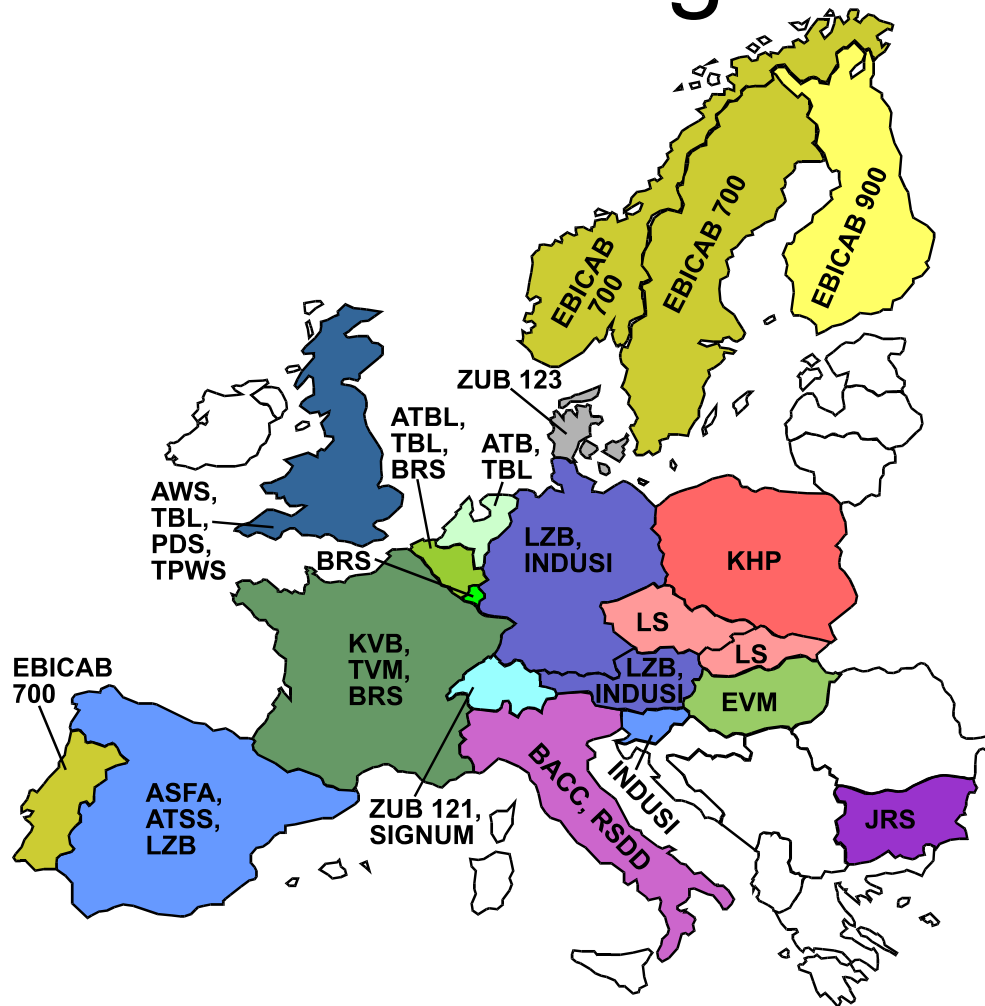 EBICAB 900
EBICAB 700
EBICAB
700
ZUB 123
ATBL,
TBL,
BRS
ATB,
TBL
AWS,
TBL,
PDS,
TPWS
BRS
LZB,
INDUSI
KHP
LS
LS
KVB,
TVM,
BRS
LZB,
INDUSI
EVM
EBICAB
700
ASFA,
ATSS,
LZB
ZUB 121,
SIGNUM
BACC, RSDD
INDUSI
JRS